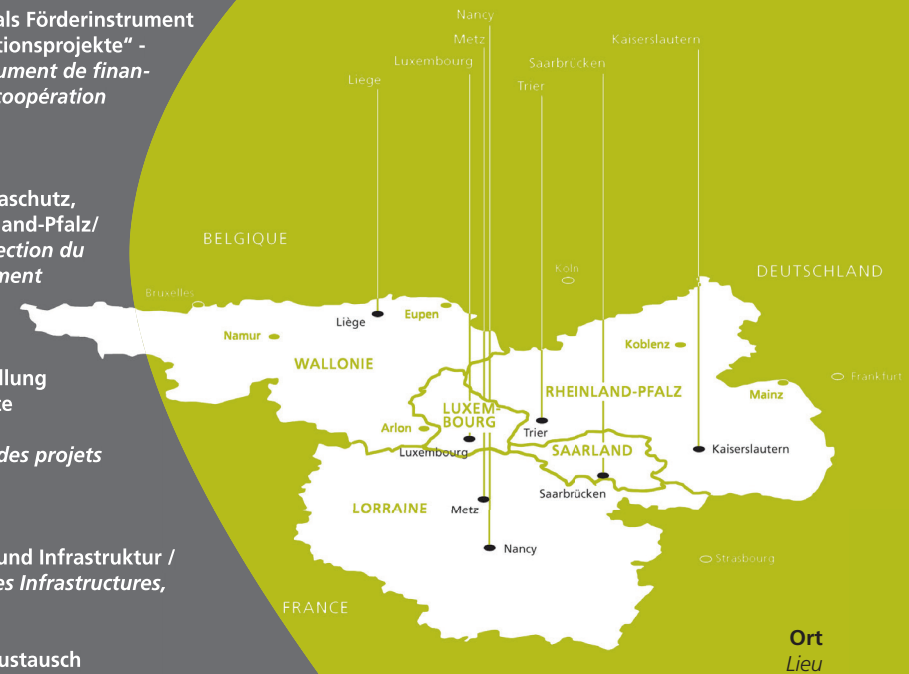 als Förderinstrument
tionsprojekte“ -
ument de finan-
coopération
aschutz,
and-Pfalz/
ection du
ment
llung
te
des projets
und Infrastruktur /
es Infrastructures,
ustausch
Nancy
Metz
Kaiserslautern
Luxembourg
Saarbrücken
Liège
Trier
BELGIQUE
Köln
DEUTSCHLAND
Bruxelles
Eupen
Liège
Namur
Koblenz
WALLONIE
Frankfurt
RHEINLAND-PFALZ
Mainz
LUXEM-
BOURG
Arlon
Trier
Luxembourg
SAARLAND
Kaiserslautern
Saarbrücken
LORRAINE
Metz
Nancy
Strasbourg
FRANCE
Ort
Lieu